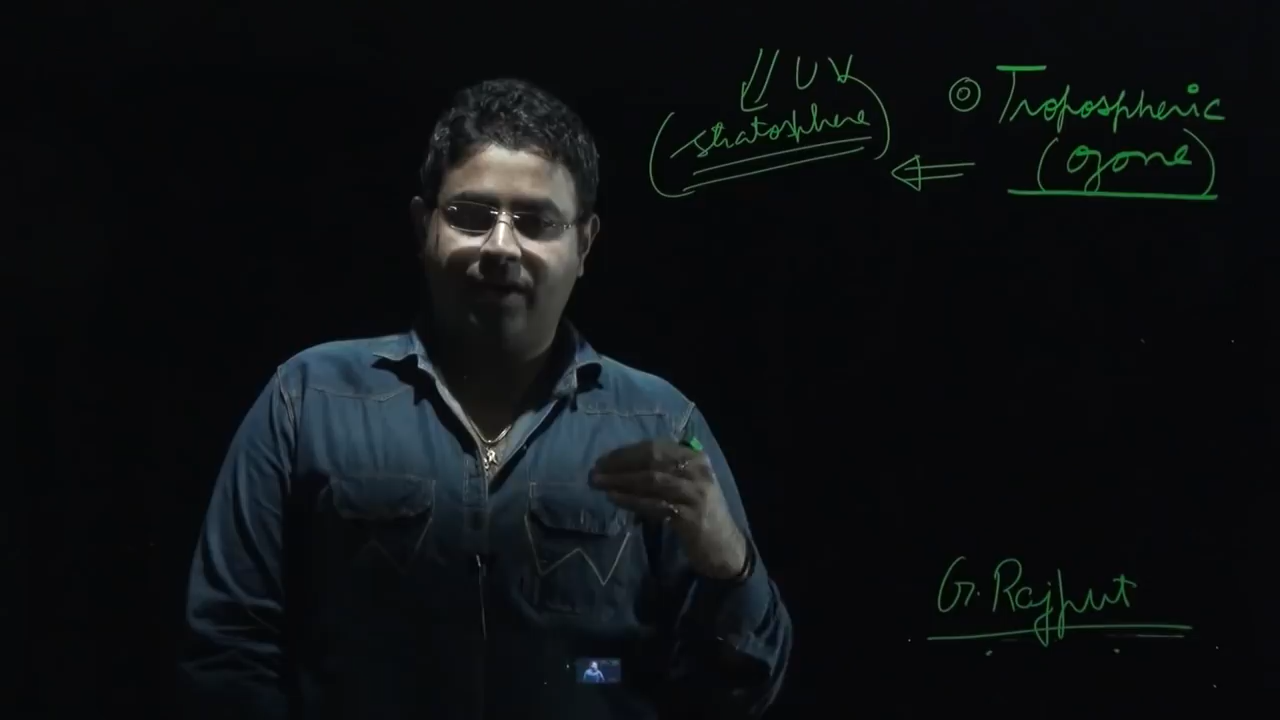 UV
stratosphere
Tropospheric
(ozone)
G. Rajput